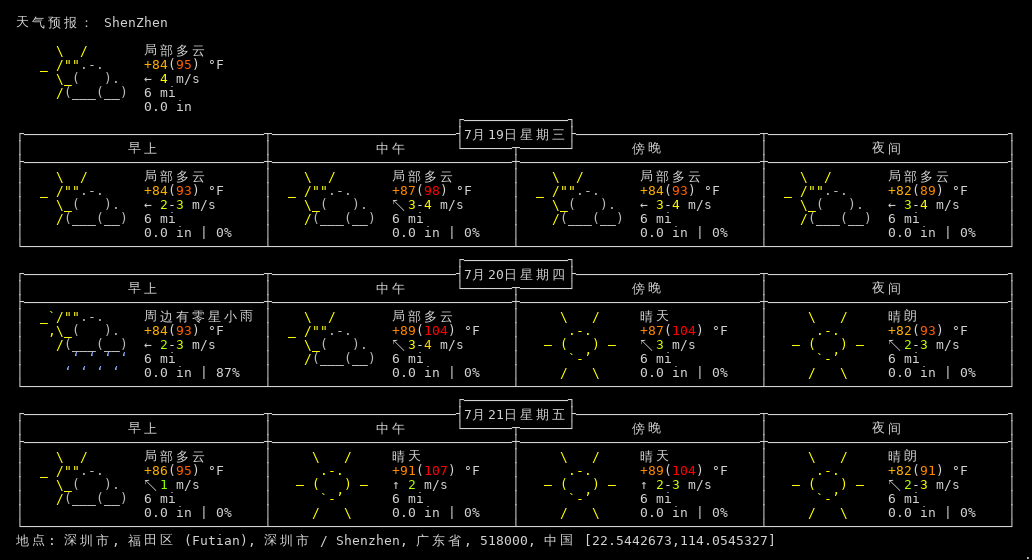 天气预报： ShenZhen
局部多云
+84(95) °F
← 4 m/s
6 mi
0.0 in
7月19日星期三
早上 中午 傍晚 夜间
局部多云 局部多云 局部多云 局部多云
+84(93) °F +87(98) °F +84(93) °F +82(89) °F
← 2-3 m/s ↖ 3-4 m/s ← 3-4 m/s ← 3-4 m/s
6 mi 6 mi 6 mi 6 mi
0.0 in | 0% 0.0 in | 0% 0.0 in | 0% 0.0 in | 0%
7月20日星期四
早上 中午 傍晚 夜间
周边有零星小雨 局部多云 晴天 晴朗
+84(93) °F +89(104) °F +87(104) °F +82(93) °F
← 2-3 m/s ↖ 3-4 m/s ↖ 3 m/s ↖ 2-3 m/s
6 mi 6 mi 6 mi 6 mi
0.0 in | 87% 0.0 in | 0% 0.0 in | 0% 0.0 in | 0%
7月21日星期五
早上 中午 傍晚 夜间
局部多云 晴天 晴天 晴朗
+86(95) °F +91(107) °F +89(104) °F +82(91) °F
↖ 1 m/s ↑ 2 m/s ↑ 2-3 m/s ↖ 2-3 m/s
6 mi 6 mi 6 mi 6 mi
0.0 in | 0% 0.0 in | 0% 0.0 in | 0% 0.0 in | 0%
地点: 深圳市, 福田区 (Futian), 深圳市 / Shenzhen, 广东省, 518000, 中国 [22.5442673,114.0545327]